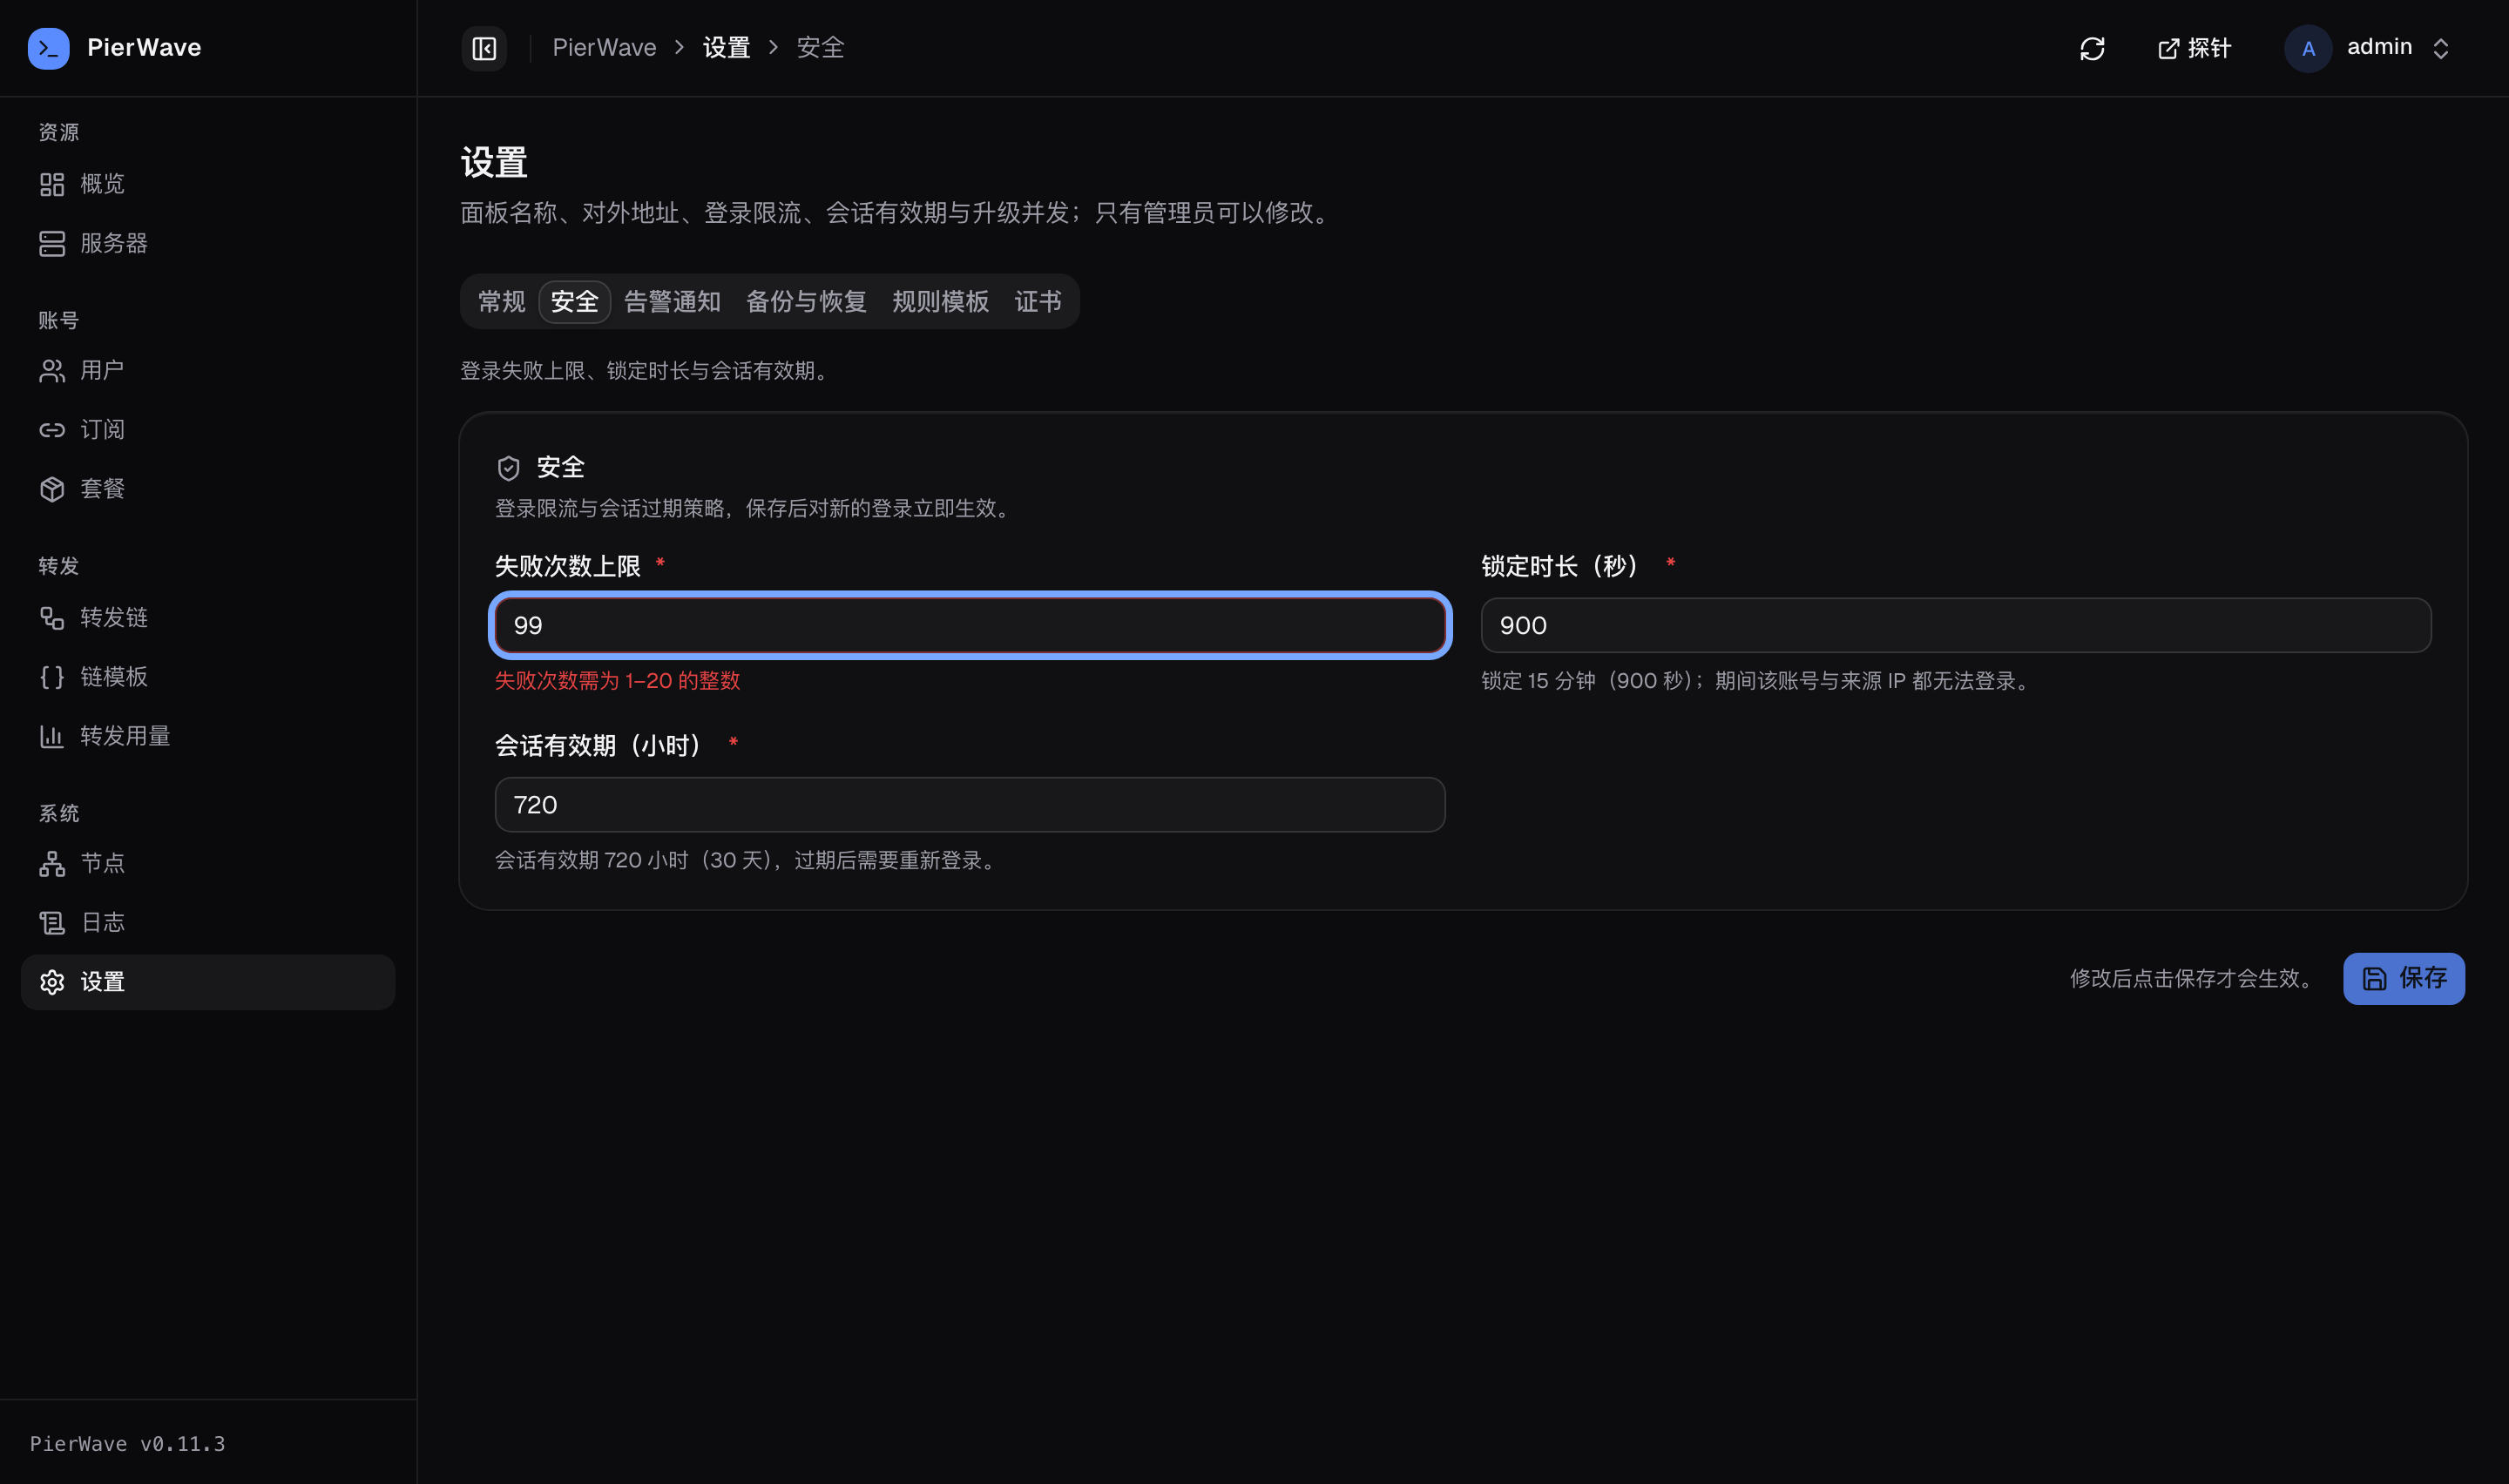 PierWave
PierWave > 设置 > 安全
探针
A
admin
资源
概览
服务器
账号
用户
订阅
套餐
转发
转发链
链模板
转发用量
系统
节点
日志
设置
PierWave v0.11.3
设置
面板名称、对外地址、登录限流、会话有效期与升级并发；只有管理员可以修改。
常规 安全 告警通知 备份与恢复 规则模板 证书
登录失败上限、锁定时长与会话有效期。
安全
登录限流与会话过期策略，保存后对新的登录立即生效。
失败次数上限 *
99
失败次数需为 1–20 的整数
锁定时长（秒） *
900
锁定 15 分钟（900 秒）；期间该账号与来源 IP 都无法登录。
会话有效期（小时） *
720
会话有效期 720 小时（30 天），过期后需要重新登录。
修改后点击保存才会生效。
保存